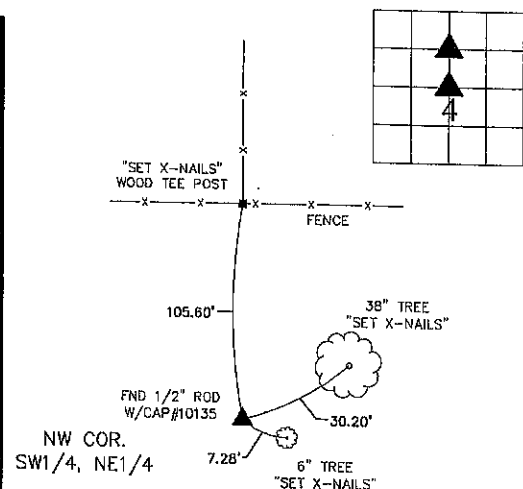 4
"SET X-NAILS"
WOOD TEE POST
FENCE
105.60'
38" TREE
"SET X-NAILS"
FND 1/2" ROD
W/CAP#10135
30.20'
NW COR.
SW1/4, NE1/4
7.28'
6" TREE
"SET X-NAILS"